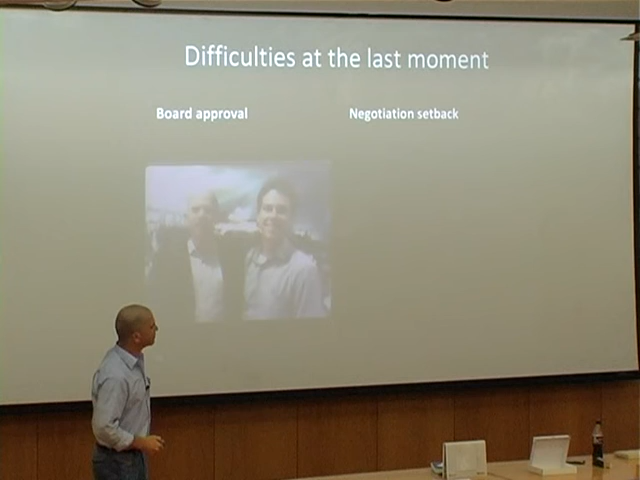 Difficulties at the last moment
Board approval
Negotiation setback